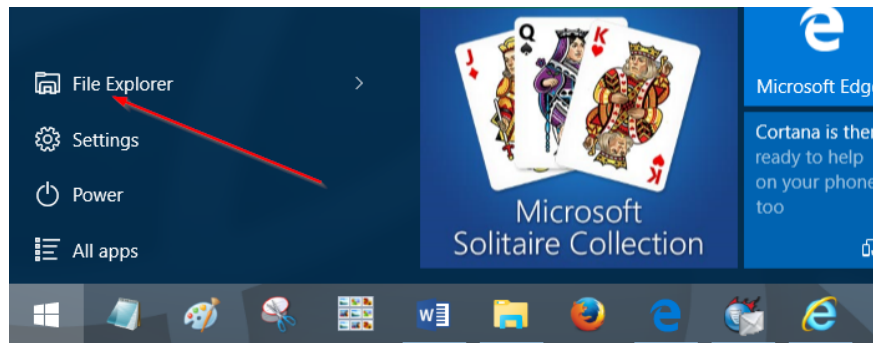 File Explorer
Settings
Power
All apps
J
Q
K
K
Microsoft
Solitaire Collection
Microsoft Edg
Cortana is ther
ready to help
on your phone
too
W